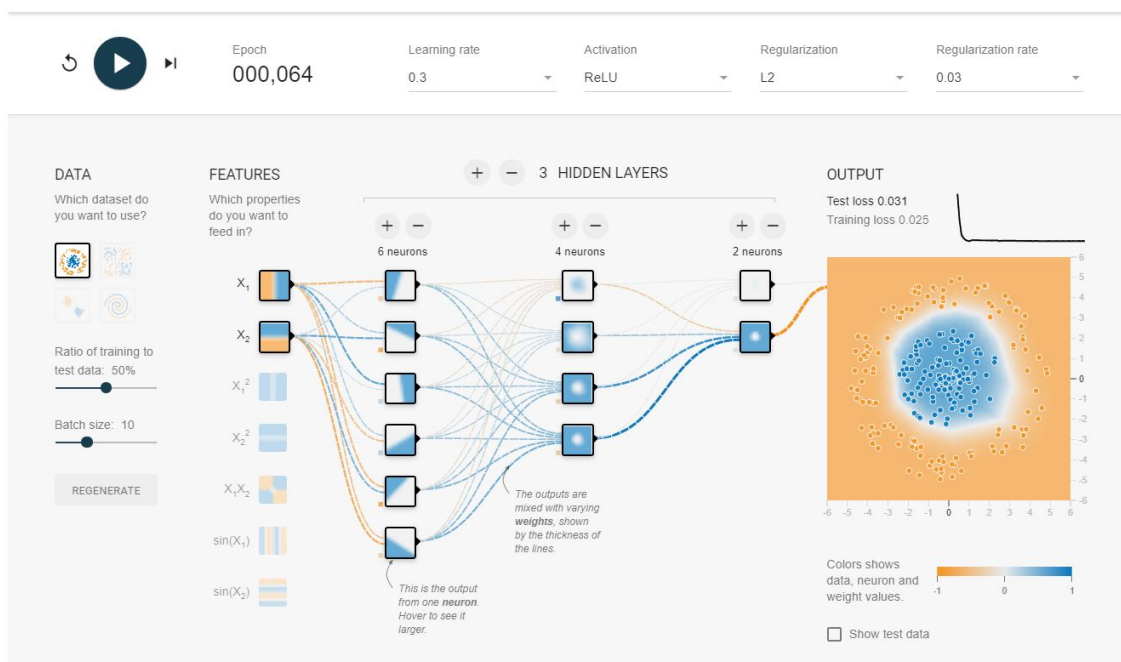 Epoch
000,064
Learning rate
0.3
Activation
ReLU
Regularization
L2
Regularization rate
0.03
DATA
Which dataset do
you want to use?
Ratio of training to
test data: 50%
Batch size: 10
REGENERATE
FEATURES
Which properties
do you want to
feed in?
X₁
X₂
X₁²
X₂²
X₁X₂
sin(X₁)
sin(X₂)
+ − 3 HIDDEN LAYERS
+ −
6 neurons
+ −
4 neurons
+ −
2 neurons
This is the output
from one neuron.
Hover to see it
larger.
The outputs are
mixed with varying
weights, shown
by the thickness of
the lines.
OUTPUT
Test loss 0.031
Training loss 0.025
6
5
4
3
2
1
0
-1
-2
-3
-4
-5
-6
-6 -5 -4 -3 -2 -1 0 1 2 3 4 5 6
Colors shows
data, neuron and
weight values.
-1 0 1
Show test data